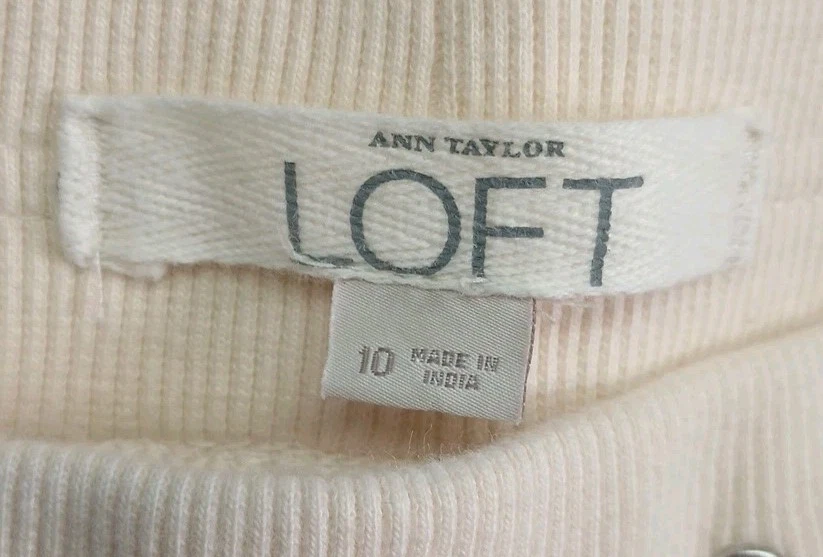 ANN TAYLOR
LOFT
10 MADE IN
INDIA